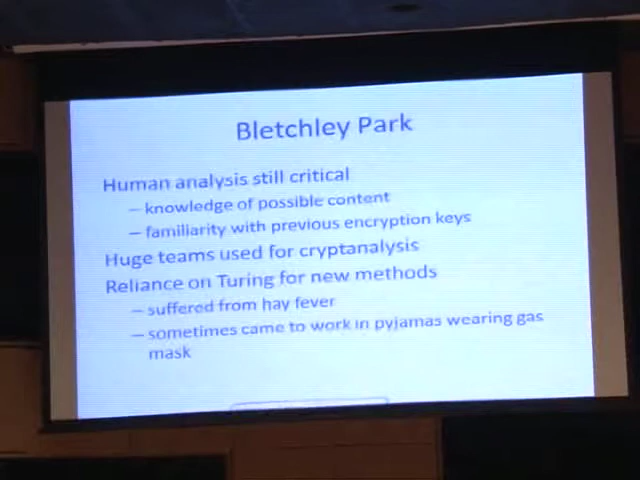 Bletchley Park
Human analysis still critical
– knowledge of possible content
– familiarity with previous encryption keys
Huge teams used for cryptanalysis
Reliance on Turing for new methods
– suffered from hay fever
– sometimes came to work in pyjamas wearing gas
mask